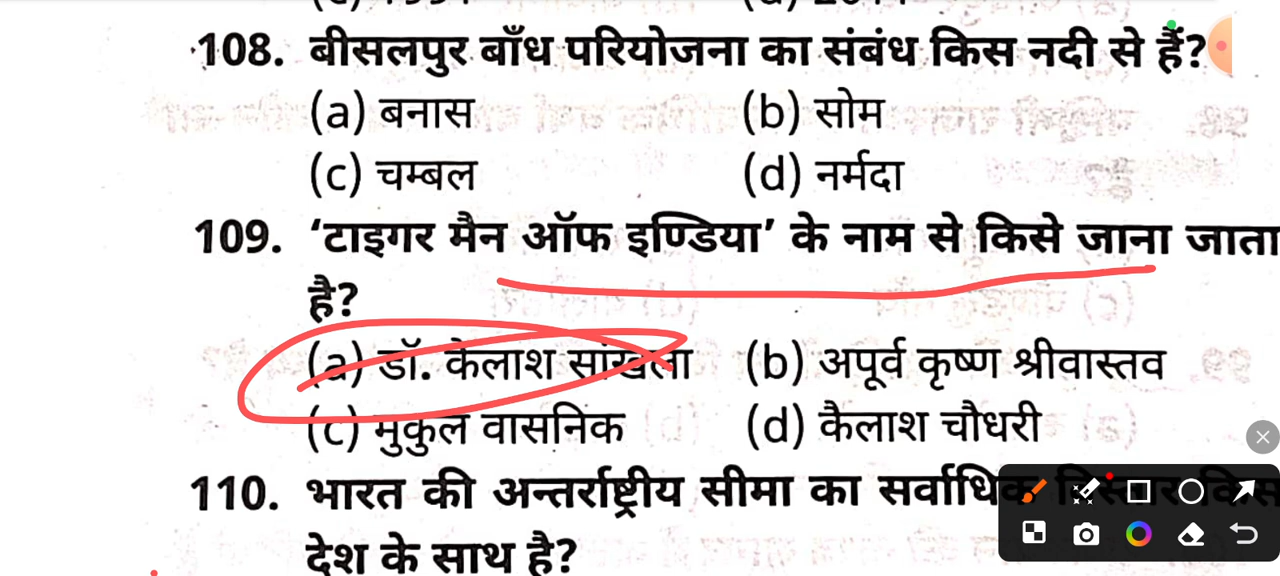 108. बीसलपुर बाँध परियोजना का संबंध किस नदी से हैं?
(a) बनास (b) सोम
(c) चम्बल (d) नर्मदा
109. ‘टाइगर मैन ऑफ इण्डिया’ के नाम से किसे जाना जाता
है?
(a) डॉ. केलाश सांखला (b) अपूर्व कृष्ण श्रीवास्तव
(c) मुकुल वासनिक (d) कैलाश चौधरी
110. भारत की अन्तर्राष्ट्रीय सीमा का सर्वाधिक विस्तार किस
देश के साथ है?